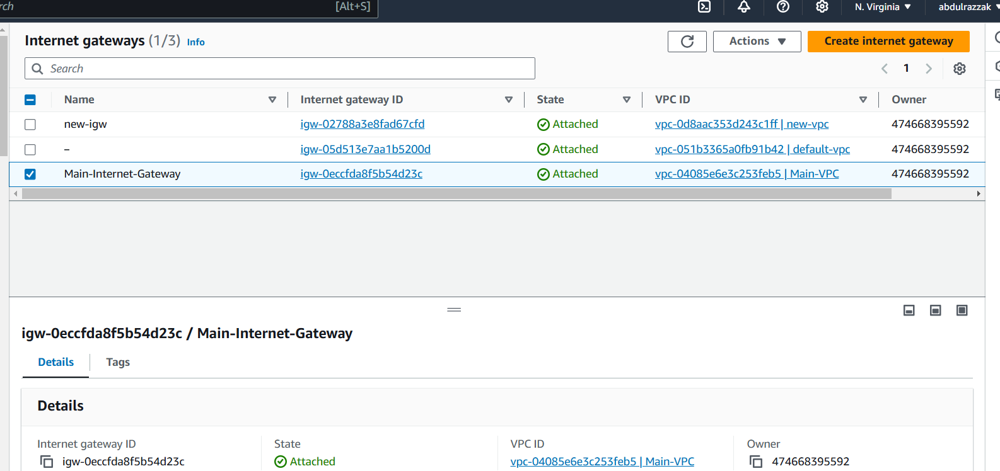 rch [Alt+S] N. Virginia abdulrazzak
Internet gateways (1/3) Info Actions Create internet gateway
Search 1
Name Internet gateway ID State VPC ID Owner
new-igw igw-02788a3e8fad67cfd Attached vpc-0d8aac353d243c1ff | new-vpc 474668395592
– igw-05d513e7aa1b5200d Attached vpc-051b3365a0fb91b42 | default-vpc 474668395592
Main-Internet-Gateway igw-0eccfda8f5b54d23c Attached vpc-04085e6e3c253feb5 | Main-VPC 474668395592
igw-0eccfda8f5b54d23c / Main-Internet-Gateway
Details Tags
Details
Internet gateway ID State VPC ID Owner
igw-0eccfda8f5b54d23c Attached vpc-04085e6e3c253feb5 | Main-VPC 474668395592